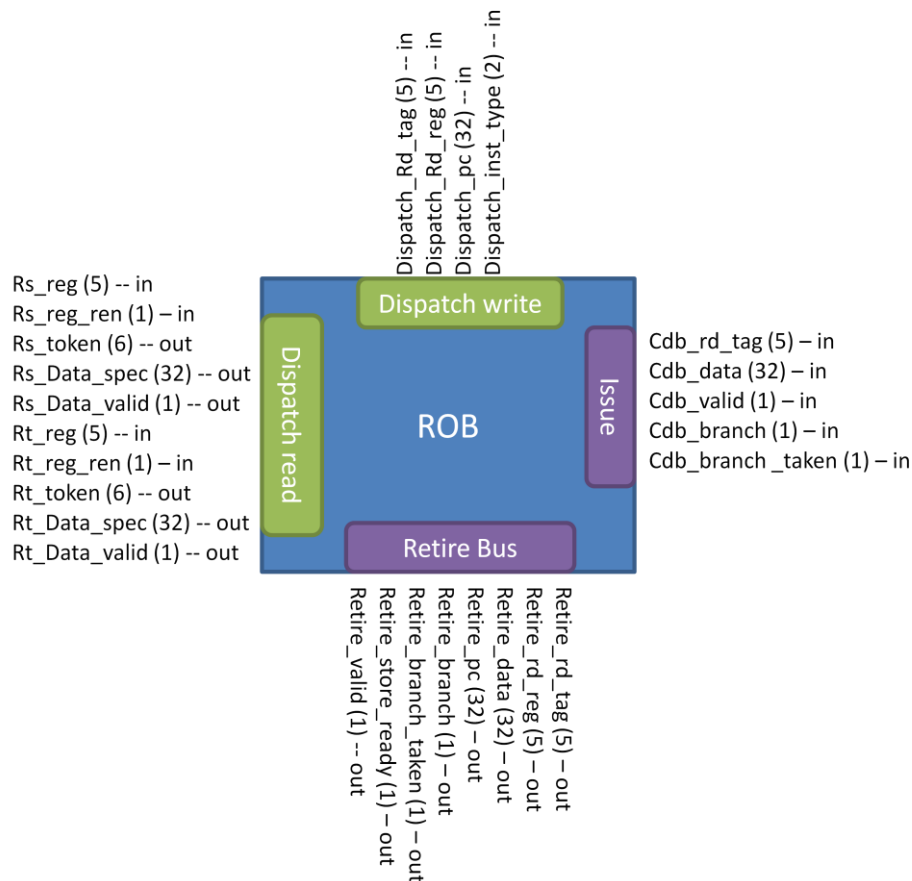 Dispatch_Rd_tag (5) -- in
Dispatch_Rd_reg (5) -- in
Dispatch_pc (32) -- in
Dispatch_inst_type (2) -- in
Rs_reg (5) -- in
Rs_reg_ren (1) – in
Rs_token (6) -- out
Rs_Data_spec (32) -- out
Rs_Data_valid (1) -- out
Rt_reg (5) -- in
Rt_reg_ren (1) – in
Rt_token (6) -- out
Rt_Data_spec (32) -- out
Rt_Data_valid (1) -- out
Dispatch write
Dispatch read
ROB
Issue
Retire Bus
Cdb_rd_tag (5) – in
Cdb_data (32) – in
Cdb_valid (1) – in
Cdb_branch (1) – in
Cdb_branch _taken (1) – in
Retire_valid (1) -- out
Retire_store_ready (1) – out
Retire_branch_taken (1) – out
Retire_branch (1) – out
Retire_pc (32) – out
Retire_data (32) – out
Retire_rd_reg (5) – out
Retire_rd_tag (5) – out